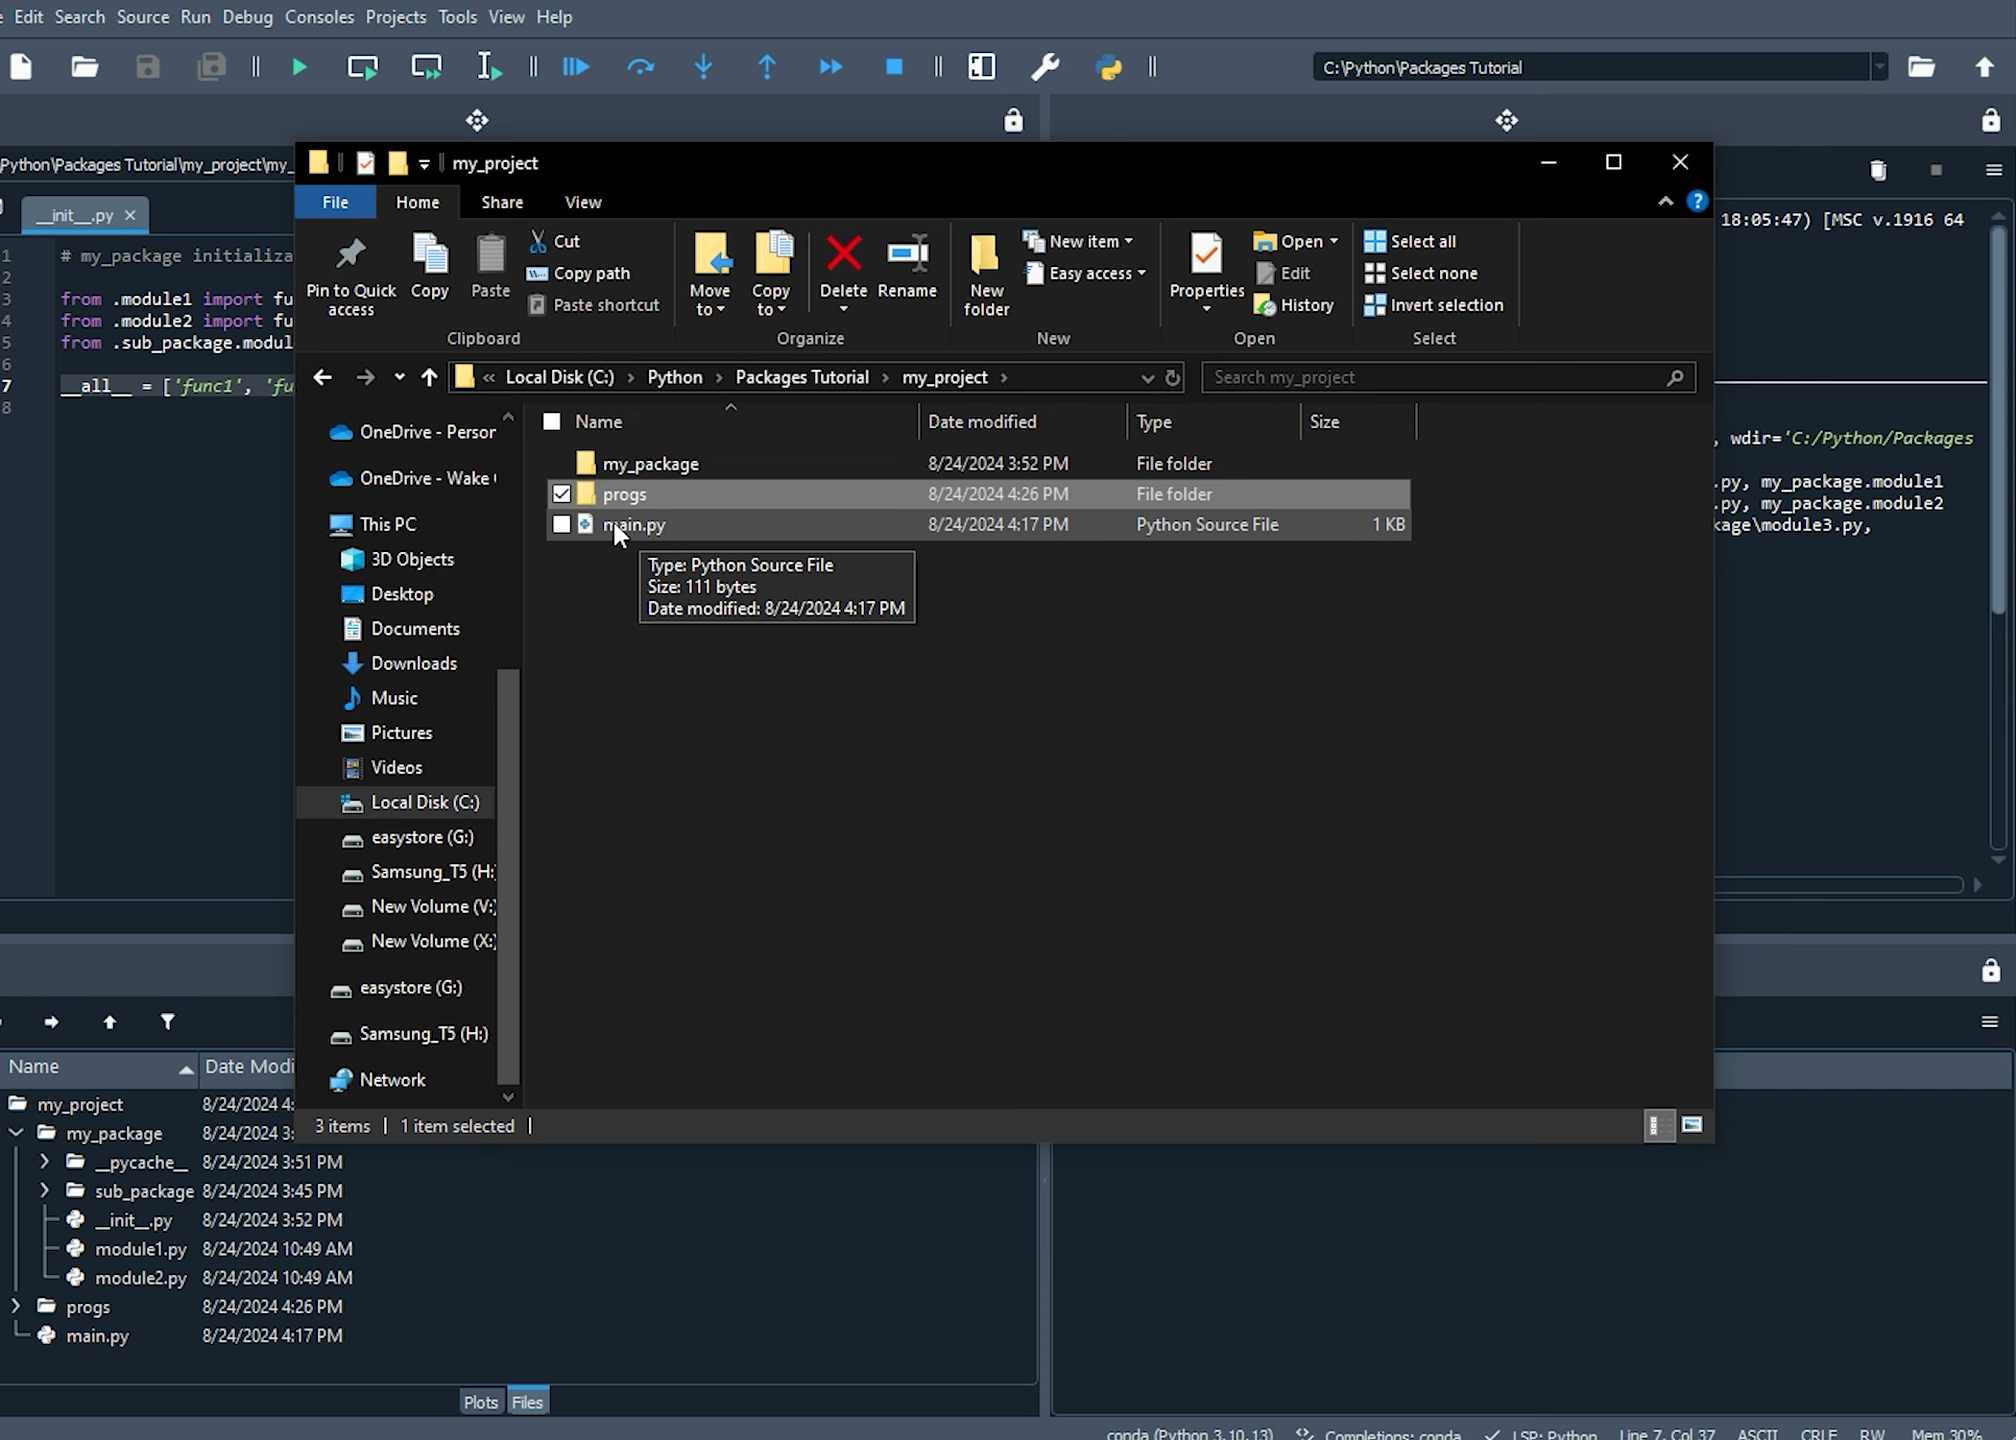 Edit Search Source Run Debug Consoles Projects Tools View Help
C:\Python\Packages Tutorial
Python\Packages Tutorial\my_project\my_
__init__.py
1 # my_package initializa
2
3 from .module1 import fu
4 from .module2 import fu
5 from .sub_package.modul
6
7 __all__ = ['func1', 'fu
8
18:05:47) [MSC v.1916 64
, wdir='C:/Python/Packages
.py, my_package.module1
.py, my_package.module2
kage\module3.py,
my_project
File Home Share View
Pin to Quick access
Copy
Paste
Cut
Copy path
Paste shortcut
Clipboard
Move to
Copy to
Delete
Rename
Organize
New folder
New item
Easy access
New
Properties
Open
Edit
History
Open
Select all
Select none
Invert selection
Select
« Local Disk (C:) › Python › Packages Tutorial › my_project ›
Search my_project
OneDrive - Person
OneDrive - Wake
This PC
3D Objects
Desktop
Documents
Downloads
Music
Pictures
Videos
Local Disk (C:)
easystore (G:)
Samsung_T5 (H:
New Volume (V:)
New Volume (X:)
easystore (G:)
Samsung_T5 (H:)
Network
Name Date modified Type Size
my_package 8/24/2024 3:52 PM File folder
progs 8/24/2024 4:26 PM File folder
main.py 8/24/2024 4:17 PM Python Source File 1 KB
Type: Python Source File
Size: 111 bytes
Date modified: 8/24/2024 4:17 PM
3 items 1 item selected
Name Date Modi
my_project 8/24/2024 4:
my_package 8/24/2024 3:
__pycache__ 8/24/2024 3:51 PM
sub_package 8/24/2024 3:45 PM
__init__.py 8/24/2024 3:52 PM
module1.py 8/24/2024 10:49 AM
module2.py 8/24/2024 10:49 AM
progs 8/24/2024 4:26 PM
main.py 8/24/2024 4:17 PM
Plots Files
conda (Python 3.10.13) Completions: conda LSP: Python Line 7, Col 37 ASCII CRLF RW Mem 30%